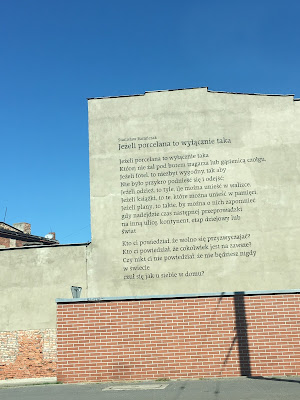 Stanisław Barańczak
Jeżeli porcelana to wyłącznie taka
Jeżeli porcelana to wyłącznie taka
Której nie żal pod butem tragarza lub gąsienicą czołgu,
Jeżeli fotel, to niezbyt wygodny, tak aby
Nie było przykro podnieść się i odejść;
Jeżeli odzież, to tyle, ile można unieść w walizce,
Jeżeli książki, to te, które można unieść w pamięci,
Jeżeli plany, to takie, by można o nich zapomnieć
gdy nadejdzie czas następnej przeprowadzki
na inną ulicę, kontynent, etap dziejowy lub
świat
Kto ci powiedział, że wolno się przyzwyczajać?
Kto ci powiedział, że cokolwiek jest na zawsze?
Czy nikt ci nie powiedział, że nie będziesz nigdy
w świecie
czuł się jak u siebie w domu?